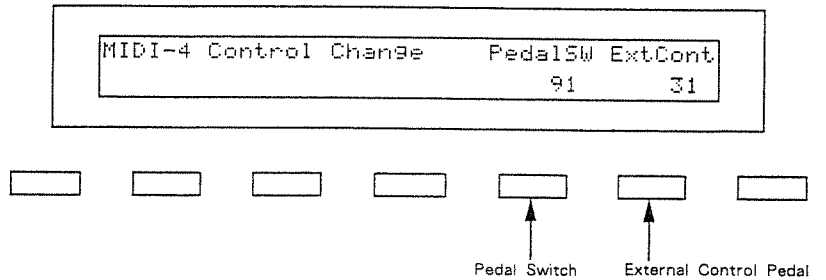 MIDI-4 Control Change PedalSW ExtCont
91 31
Pedal Switch External Control Pedal